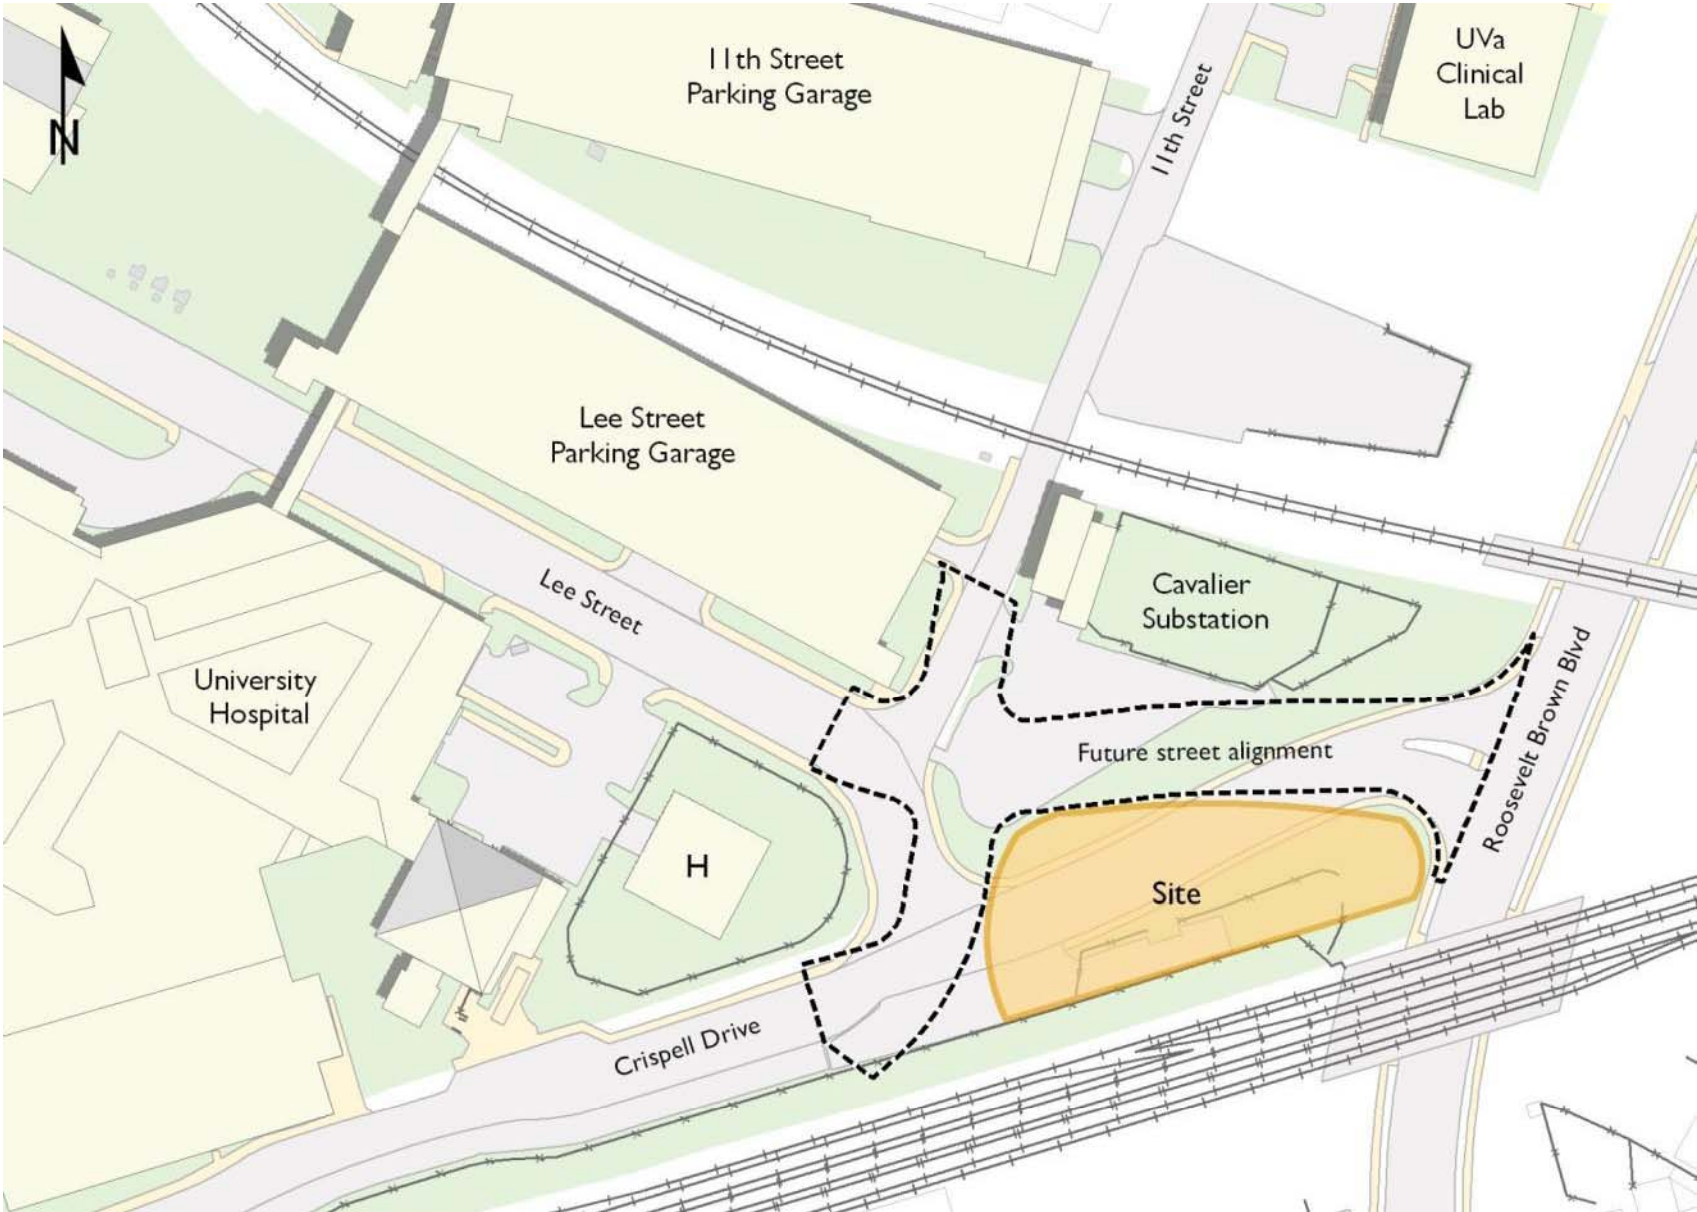 11th Street
Parking Garage
UVa
Clinical
Lab
11th Street
N
Lee Street
Parking Garage
Lee Street
Cavalier
Substation
University
Hospital
Future street alignment
Roosevelt Brown Blvd
H
Site
Crispell Drive